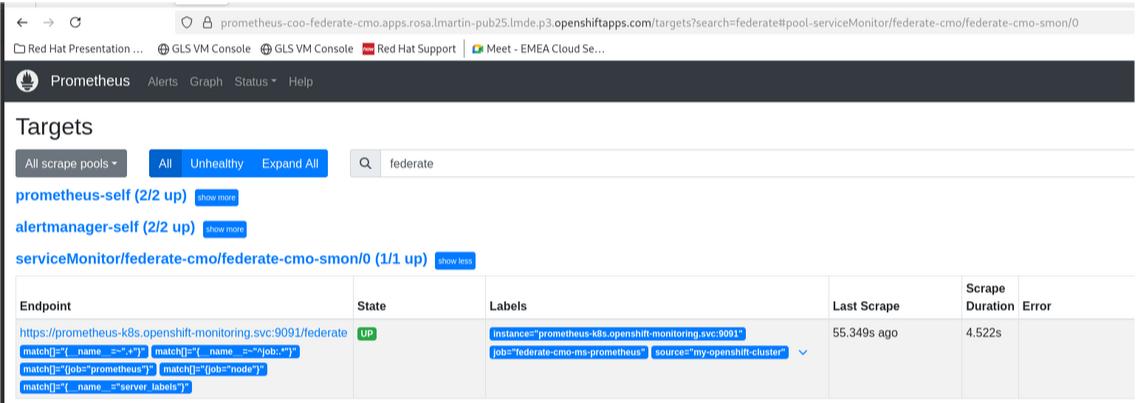 prometheus-coo-federate-cmo.apps.rosa.lmartin-pub25.lmde.p3.openshiftapps.com/targets?search=federate#pool-serviceMonitor/federate-cmo/federate-cmo-smon/0
Red Hat Presentation ... GLS VM Console GLS VM Console Red Hat Support Meet - EMEA Cloud Se...
Prometheus Alerts Graph Status Help
Targets
All scrape pools All Unhealthy Expand All federate
prometheus-self (2/2 up) show more
alertmanager-self (2/2 up) show more
serviceMonitor/federate-cmo/federate-cmo-smon/0 (1/1 up) show less
Endpoint State Labels Last Scrape Scrape Duration Error
https://prometheus-k8s.openshift-monitoring.svc:9091/federate UP instance="prometheus-k8s.openshift-monitoring.svc:9091" 55.349s ago 4.522s
match[]="{__name__=~".+"}" match[]="{__name__=~"^job:.*"}" job="federate-cmo-ms-prometheus" source="my-openshift-cluster"
match[]="{job="prometheus"}" match[]="{job="node"}"
match[]="{__name__="server_labels"}"